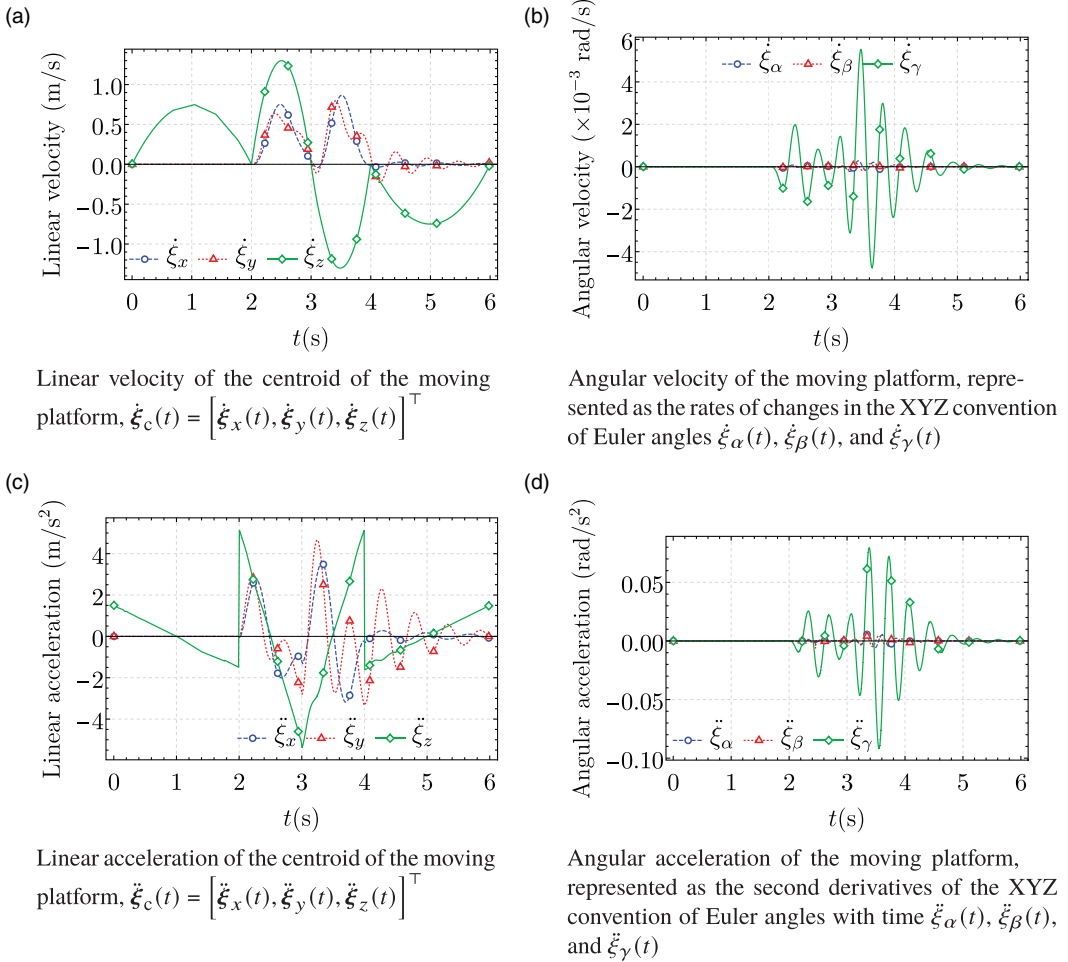 (a)
Linear velocity (m/s)
1.0
0.5
0.0
−0.5
−1.0
ξ̇x ξ̇y ξ̇z
0 1 2 3 4 5 6
t(s)
Linear velocity of the centroid of the moving
platform, ξ̇c(t) = [ξ̇x(t), ξ̇y(t), ξ̇z(t)]⊤
(b)
Angular velocity (×10−3 rad/s)
6
4
2
0
−2
−4
ξ̇α ξ̇β ξ̇γ
0 1 2 3 4 5 6
t(s)
Angular velocity of the moving platform, repre-
sented as the rates of changes in the XYZ convention
of Euler angles ξ̇α(t), ξ̇β(t), and ξ̇γ(t)
(c)
Linear acceleration (m/s2)
4
2
0
−2
−4
ξ̈x ξ̈y ξ̈z
0 1 2 3 4 5 6
t(s)
Linear acceleration of the centroid of the moving
platform, ξ̈c(t) = [ξ̈x(t), ξ̈y(t), ξ̈z(t)]⊤
(d)
Angular acceleration (rad/s2)
0.05
0.00
−0.05
−0.10
ξ̈α ξ̈β ξ̈γ
0 1 2 3 4 5 6
t(s)
Angular acceleration of the moving platform,
represented as the second derivatives of the XYZ
convention of Euler angles with time ξ̈α(t), ξ̈β(t),
and ξ̈γ(t)